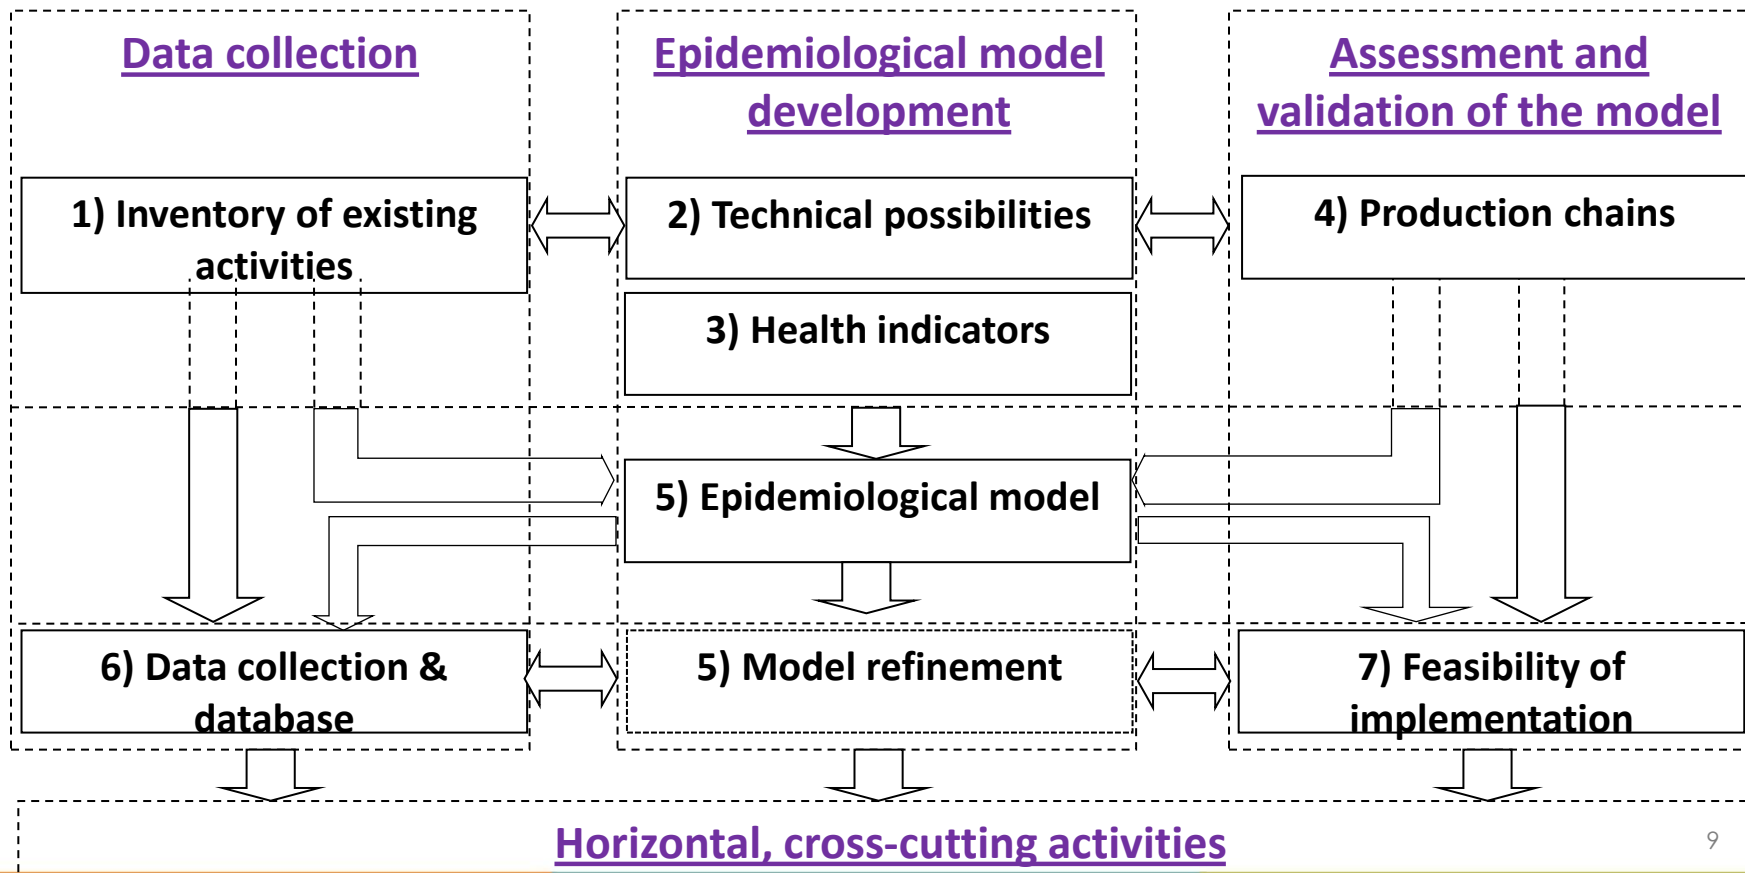 Data collection
Epidemiological model
development
Assessment and
validation of the model
1) Inventory of existing
activities
2) Technical possibilities
4) Production chains
3) Health indicators
5) Epidemiological model
6) Data collection &
database
5) Model refinement
7) Feasibility of
implementation
Horizontal, cross-cutting activities
9